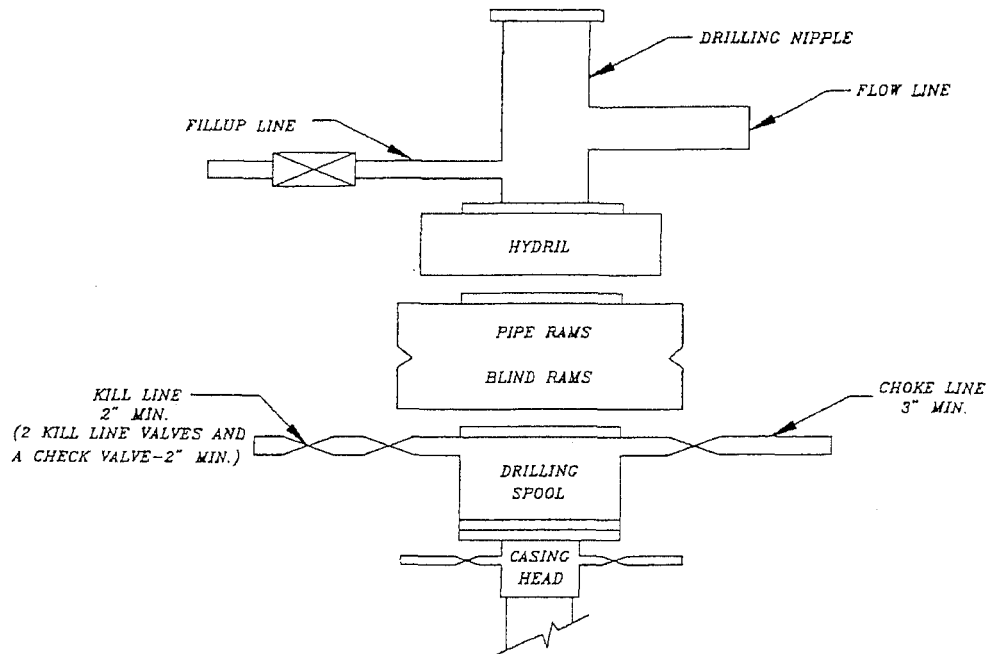 DRILLING NIPPLE
FLOW LINE
FILLUP LINE
HYDRIL
PIPE RAMS
BLIND RAMS
KILL LINE
2" MIN.
(2 KILL LINE VALVES AND
A CHECK VALVE-2" MIN.)
CHOKE LINE
3" MIN.
DRILLING
SPOOL
CASING
HEAD